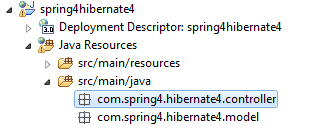 spring4hibernate4
Deployment Descriptor: spring4hibernate4
Java Resources
src/main/resources
src/main/java
com.spring4.hibernate4.controller
com.spring4.hibernate4.model